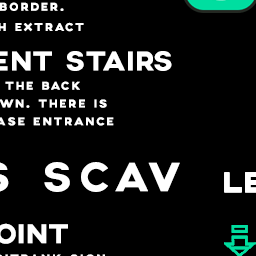 BORDER.
H EXTRACT
ENT STAIRS
THE BACK
WN. THERE IS
ASE ENTRANCE
S SCAV
LE
OINT